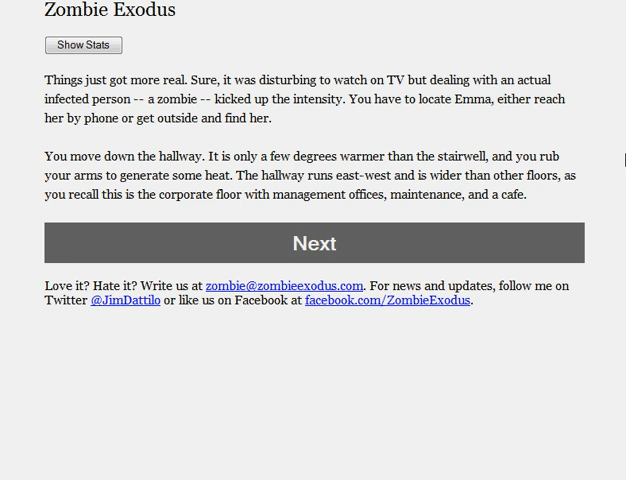 Zombie Exodus
Show Stats
Things just got more real. Sure, it was disturbing to watch on TV but dealing with an actual
infected person -- a zombie -- kicked up the intensity. You have to locate Emma, either reach
her by phone or get outside and find her.
You move down the hallway. It is only a few degrees warmer than the stairwell, and you rub
your arms to generate some heat. The hallway runs east-west and is wider than other floors, as
you recall this is the corporate floor with management offices, maintenance, and a cafe.
Next
Love it? Hate it? Write us at zombie@zombieexodus.com. For news and updates, follow me on
Twitter @JimDattilo or like us on Facebook at facebook.com/ZombieExodus.